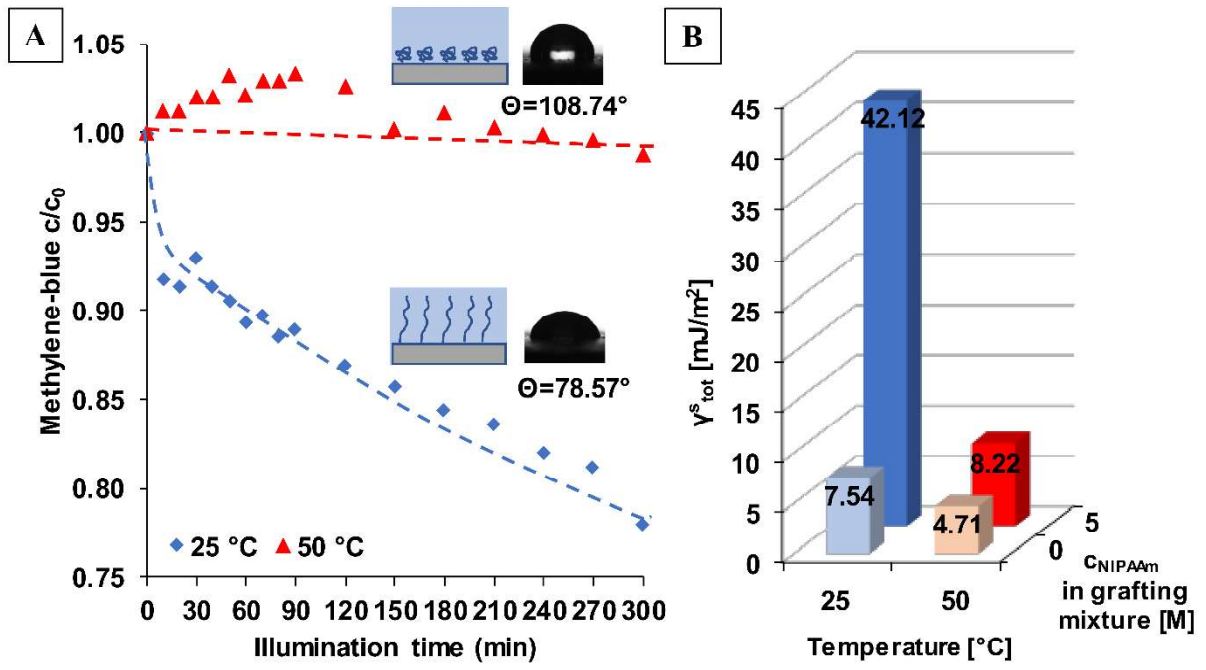 A
1.05
1.00
0.95
0.90
0.85
0.80
0.75
Methylene-blue c/c₀
Θ=108.74°
Θ=78.57°
25 °C
50 °C
0 30 60 90 120 150 180 210 240 270 300
Illumination time (min)
B
45
40
35
30
25
20
15
10
5
0
γˢtot [mJ/m²]
42.12
7.54
8.22
4.71
5
0
cNIPAAm
in grafting
mixture [M]
25 50
Temperature [°C]